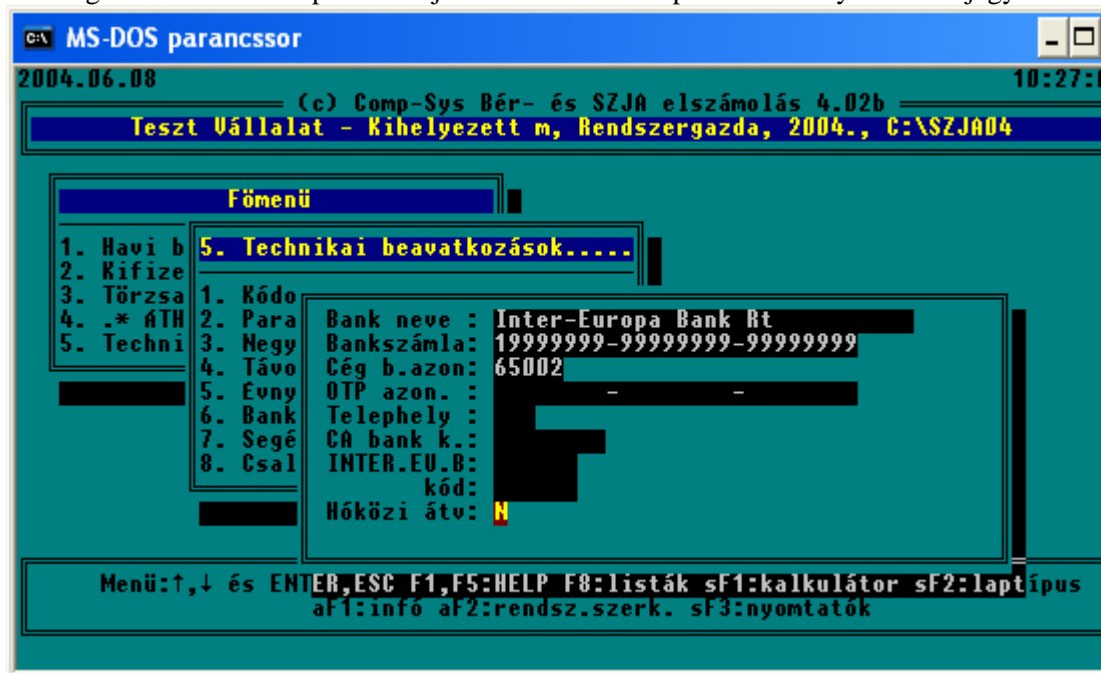 MS-DOS parancssor
2004.06.08 10:27:
(c) Comp-Sys Bér- és SZJA elszámolás 4.02b
Teszt Vállalat - Kihelyezett m, Rendszergazda, 2004., C:\SZJA04
Főmenü
1. Havi b
2. Kifize
3. Törzsa
4. .* ÁTH
5. Techni
5. Technikai beavatkozások.....
1. Kódo
2. Para
3. Negy
4. Távo
5. Évny
6. Bank
7. Segé
8. Csal
Bank neve : Inter-Europa Bank Rt
Bankszámla: 19999999-99999999-99999999
Cég b.azon: 65002
OTP azon. : - -
Telephely :
CA bank k.:
INTER.EU.B:
kód:
Hóközi átv: N
Menü:↑,↓ és ENTER,ESC F1,F5:HELP F8:listák sF1:kalkulátor sF2:laptípus
aF1:infó aF2:rendsz.szerk. sF3:nyomtatók